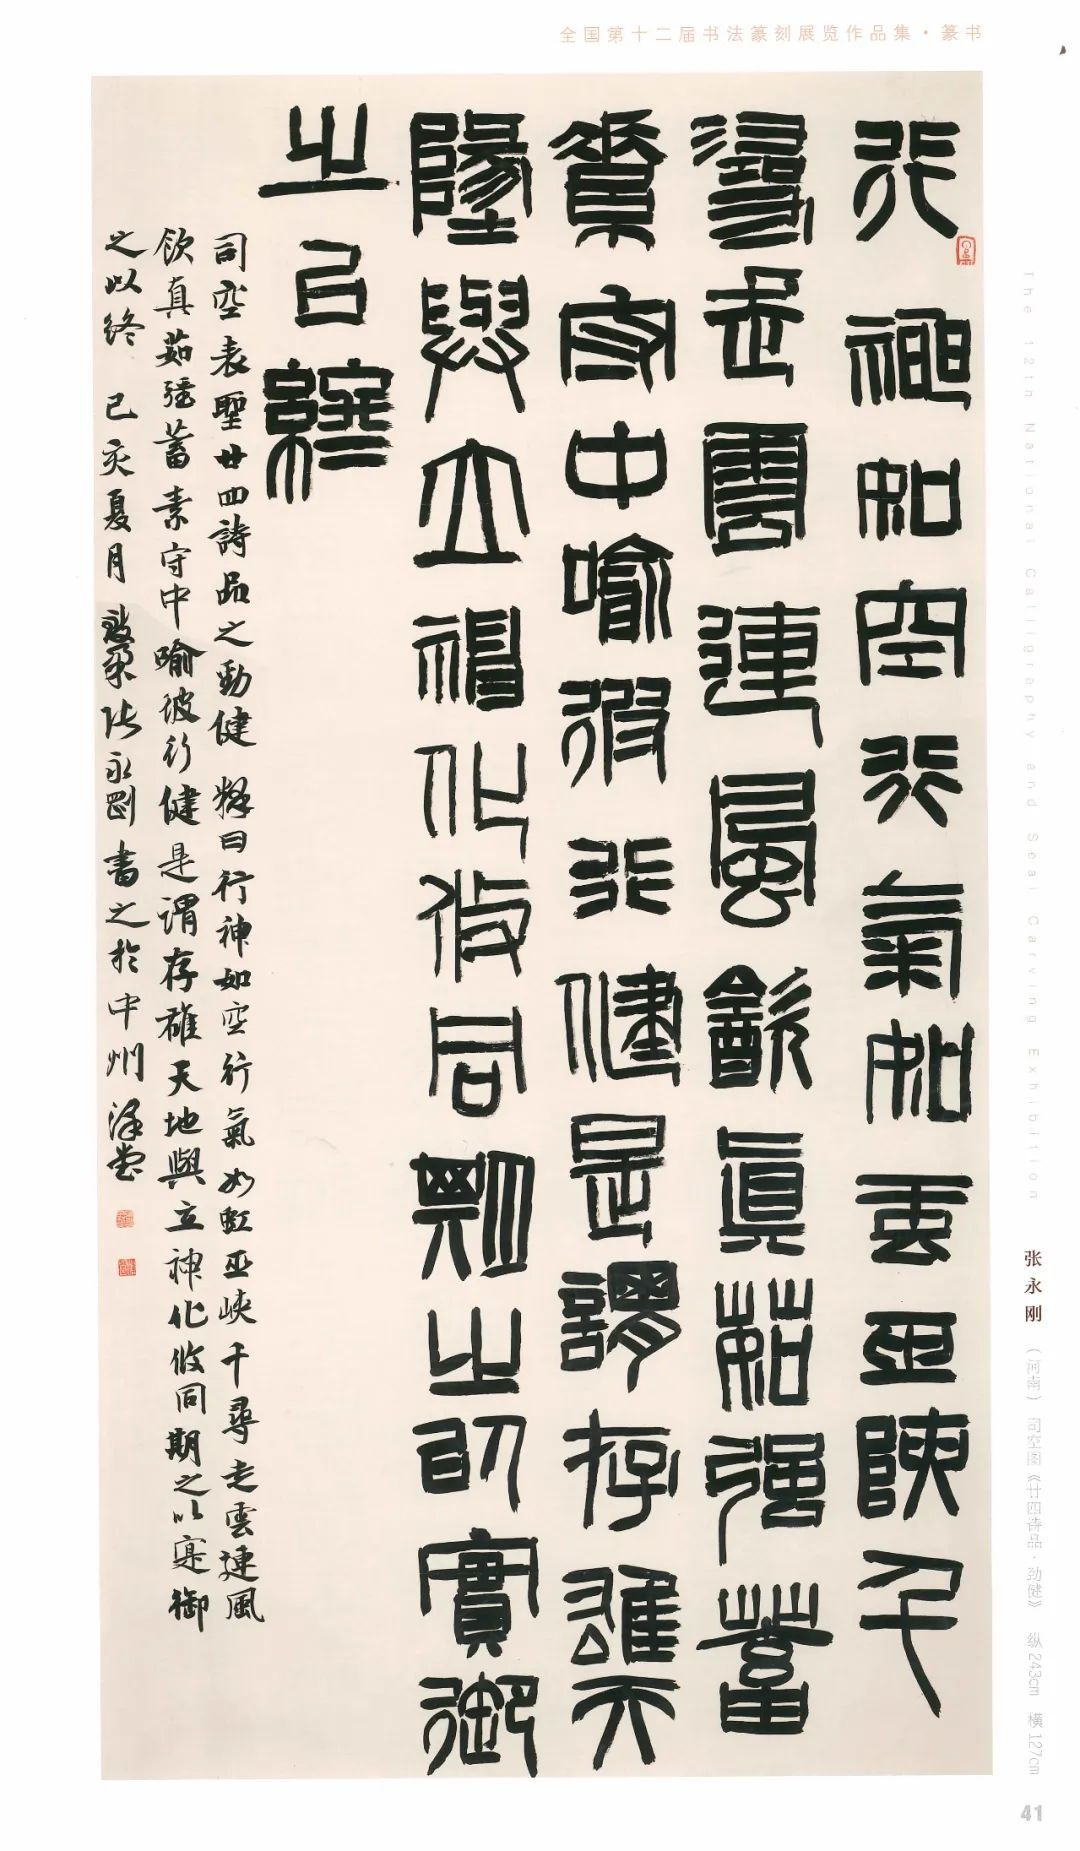 全国第十二届书法篆刻展览作品集·篆书
行神如空行氣如虹巫峽千
尋走雲連風飲真茹強蓄
素守中喻彼行健是謂存雄天
地與立神化攸同期之以實御
之以終
司空表聖廿四詩品之勁健 釋曰行神如空行氣如虹巫峽千尋走雲連風
飲真茹強蓄素守中喻彼行健是謂存雄天地與立神化攸同期之以寔御
之以終 己亥夏月 张永剛書之於中州
The 12th National Calligraphy and Seal Carving Exhibition
张永刚 （河南） 司空图《廿四诗品·劲健》 纵243cm 横127cm
41